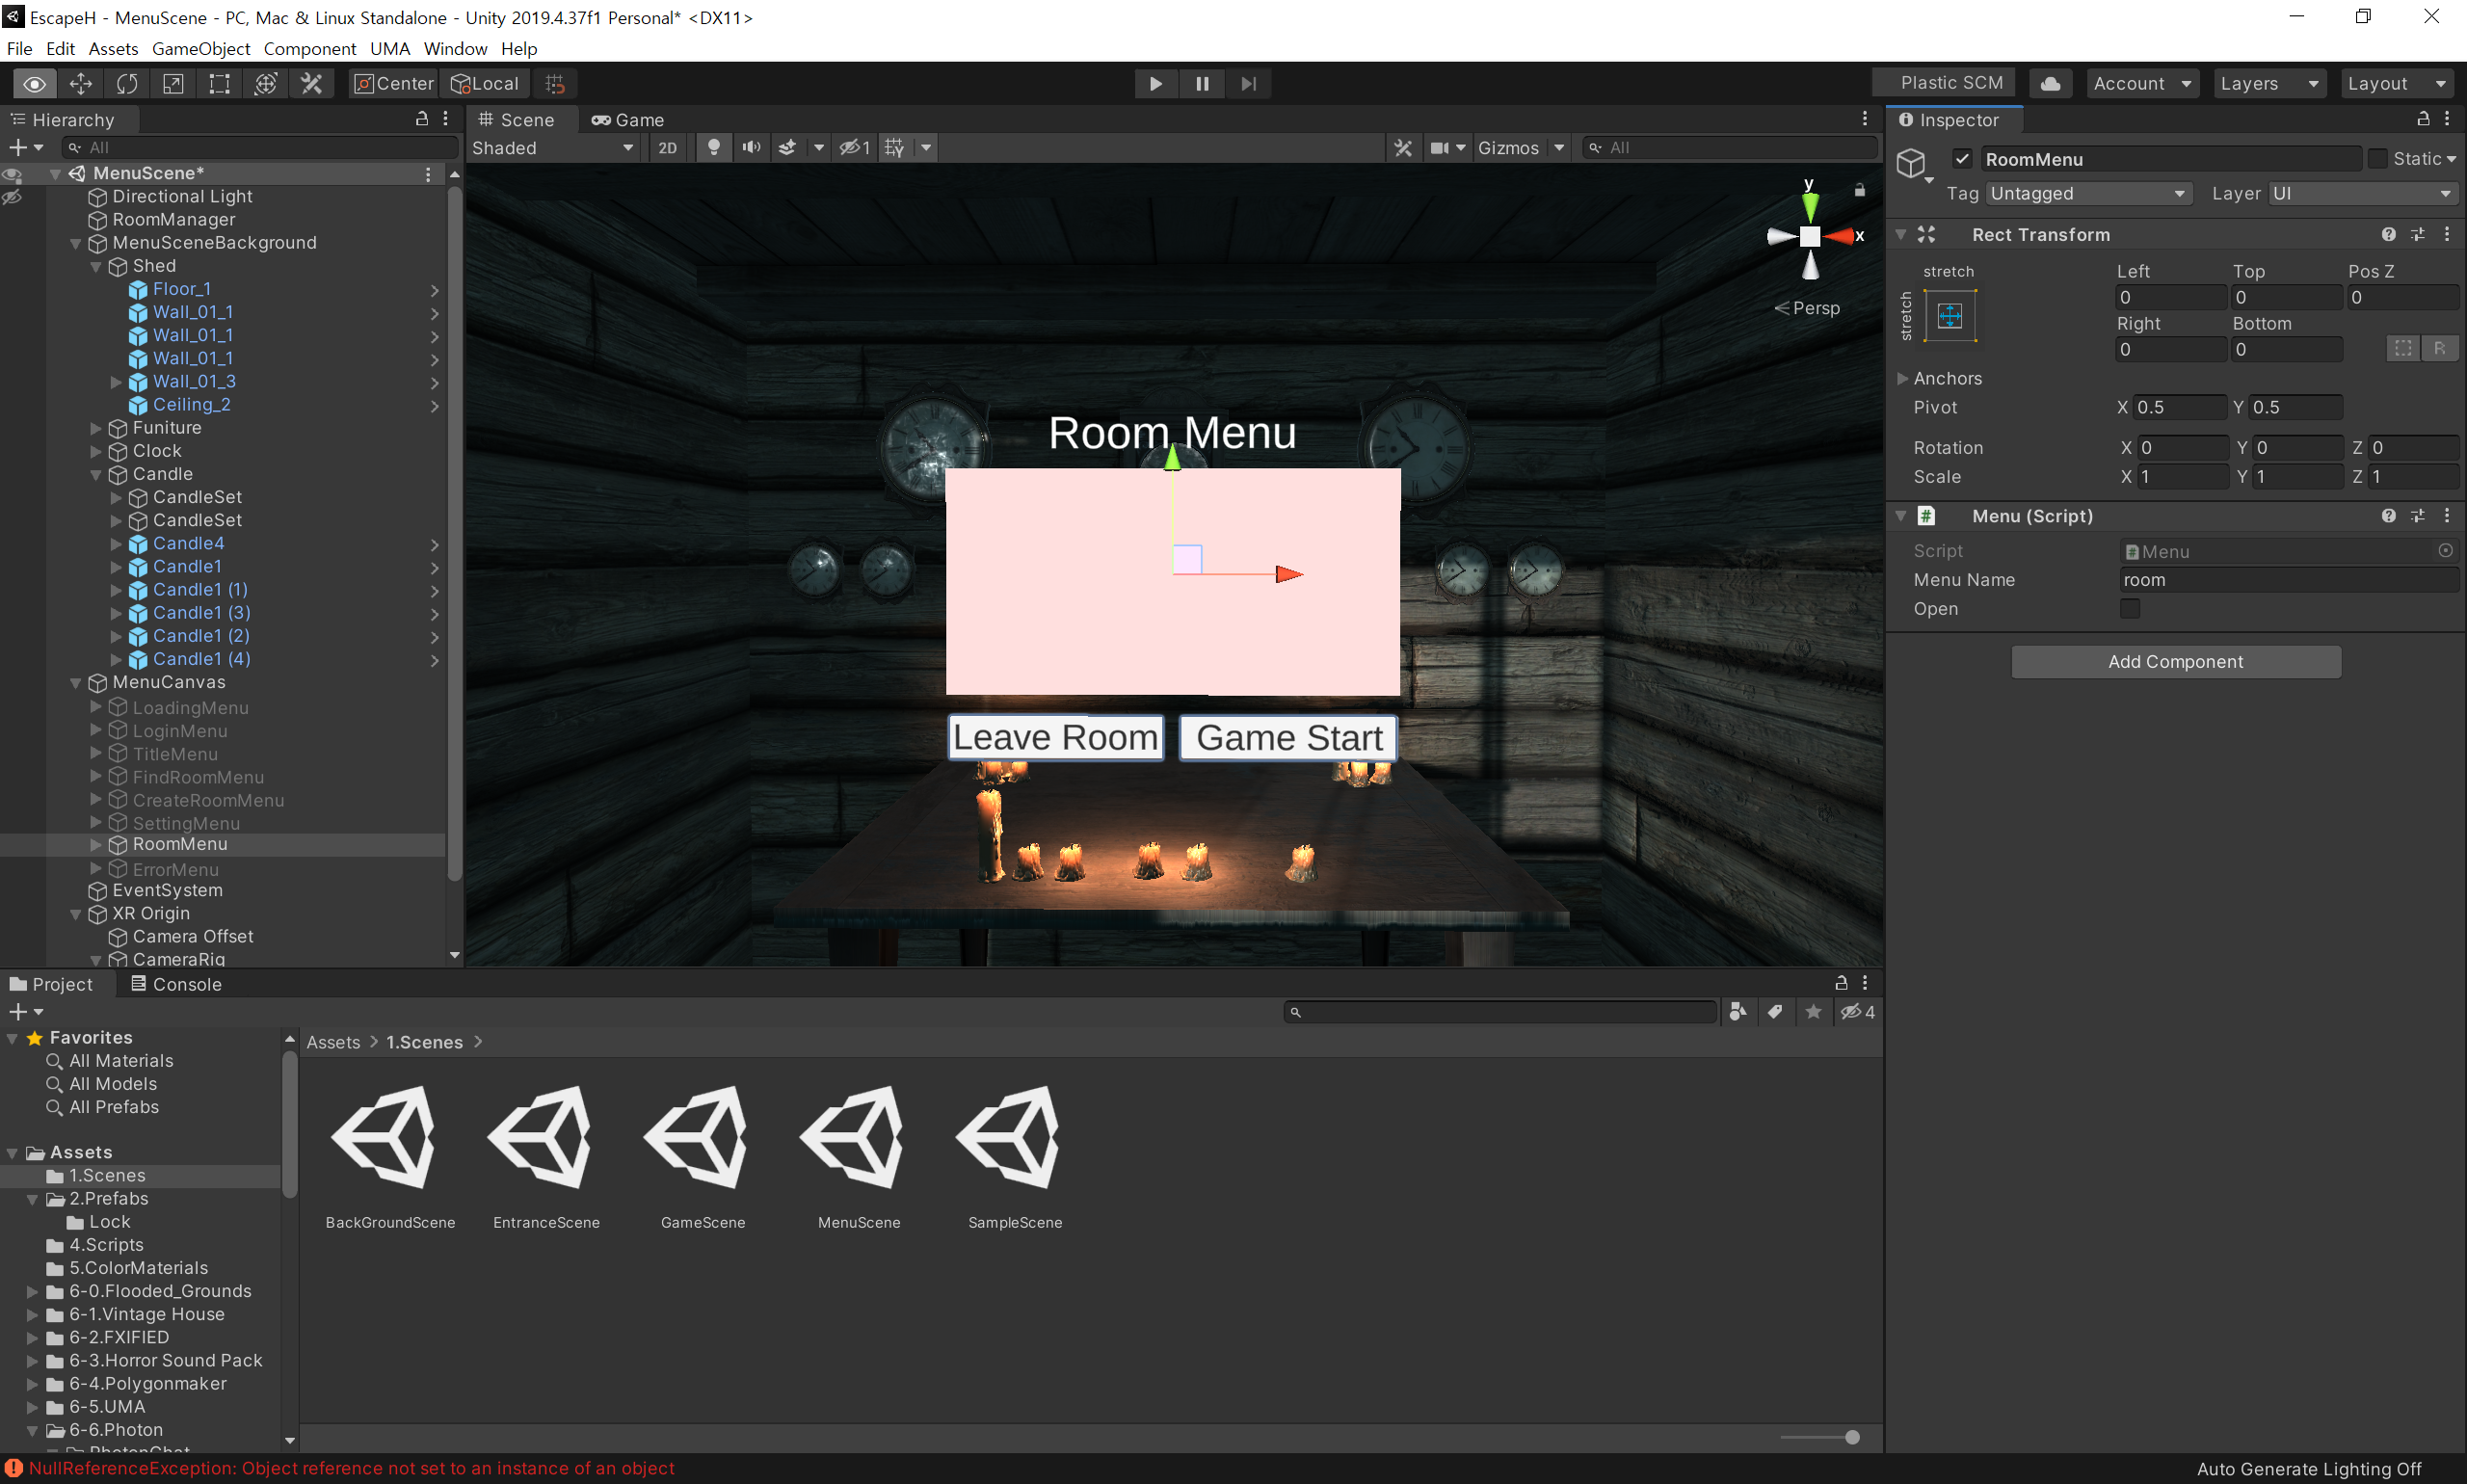 EscapeH - MenuScene - PC, Mac & Linux Standalone - Unity 2019.4.37f1 Personal* <DX11>
File Edit Assets GameObject Component UMA Window Help
Center Local Plastic SCM Account Layers Layout
Hierarchy
All
MenuScene*
Directional Light
RoomManager
MenuSceneBackground
Shed
Floor_1
Wall_01_1
Wall_01_1
Wall_01_1
Wall_01_3
Ceiling_2
Funiture
Clock
Candle
CandleSet
CandleSet
Candle4
Candle1
Candle1 (1)
Candle1 (3)
Candle1 (2)
Candle1 (4)
MenuCanvas
LoadingMenu
LoginMenu
TitleMenu
FindRoomMenu
CreateRoomMenu
SettingMenu
RoomMenu
ErrorMenu
EventSystem
XR Origin
Camera Offset
CameraRig
Scene Game
Shaded 2D 1 Gizmos All
y
x
Persp
Room Menu
Leave Room Game Start
Inspector
RoomMenu Static
Tag Untagged Layer UI
Rect Transform
stretch Left Top Pos Z
stretch 0 0 0
Right Bottom
0 0 R
Anchors
Pivot X 0.5 Y 0.5
Rotation X 0 Y 0 Z 0
Scale X 1 Y 1 Z 1
# Menu (Script)
Script Menu
Menu Name room
Open
Add Component
Project Console
4
Favorites
All Materials
All Models
All Prefabs
Assets
1.Scenes
2.Prefabs
Lock
4.Scripts
5.ColorMaterials
6-0.Flooded_Grounds
6-1.Vintage House
6-2.FXIFIED
6-3.Horror Sound Pack
6-4.Polygonmaker
6-5.UMA
6-6.Photon
PhotonChat
Assets > 1.Scenes >
BackGroundScene EntranceScene GameScene MenuScene SampleScene
NullReferenceException: Object reference not set to an instance of an object
Auto Generate Lighting Off